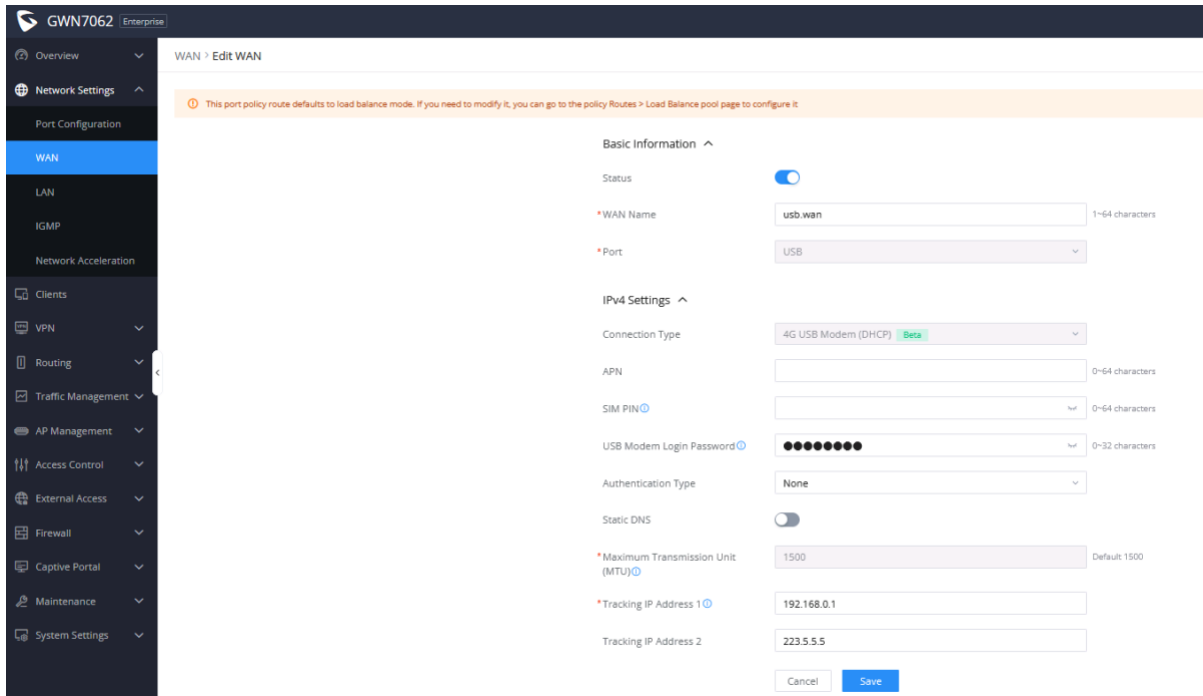 GWN7062 Enterprise
Overview
Network Settings
Port Configuration
WAN
LAN
IGMP
Network Acceleration
Clients
VPN
Routing
Traffic Management
AP Management
Access Control
External Access
Firewall
Captive Portal
Maintenance
System Settings
WAN > Edit WAN
This port policy route defaults to load balance mode. If you need to modify it, you can go to the policy Routes > Load Balance pool page to configure it
Basic Information
Status
*WAN Name usb.wan 1~64 characters
*Port USB
IPv4 Settings
Connection Type 4G USB Modem (DHCP) Beta
APN 0~64 characters
SIM PIN 0~64 characters
USB Modem Login Password ●●●●●●●● 0~32 characters
Authentication Type None
Static DNS
*Maximum Transmission Unit 1500 Default 1500
(MTU)
*Tracking IP Address 1 192.168.0.1
Tracking IP Address 2 223.5.5.5
Cancel Save